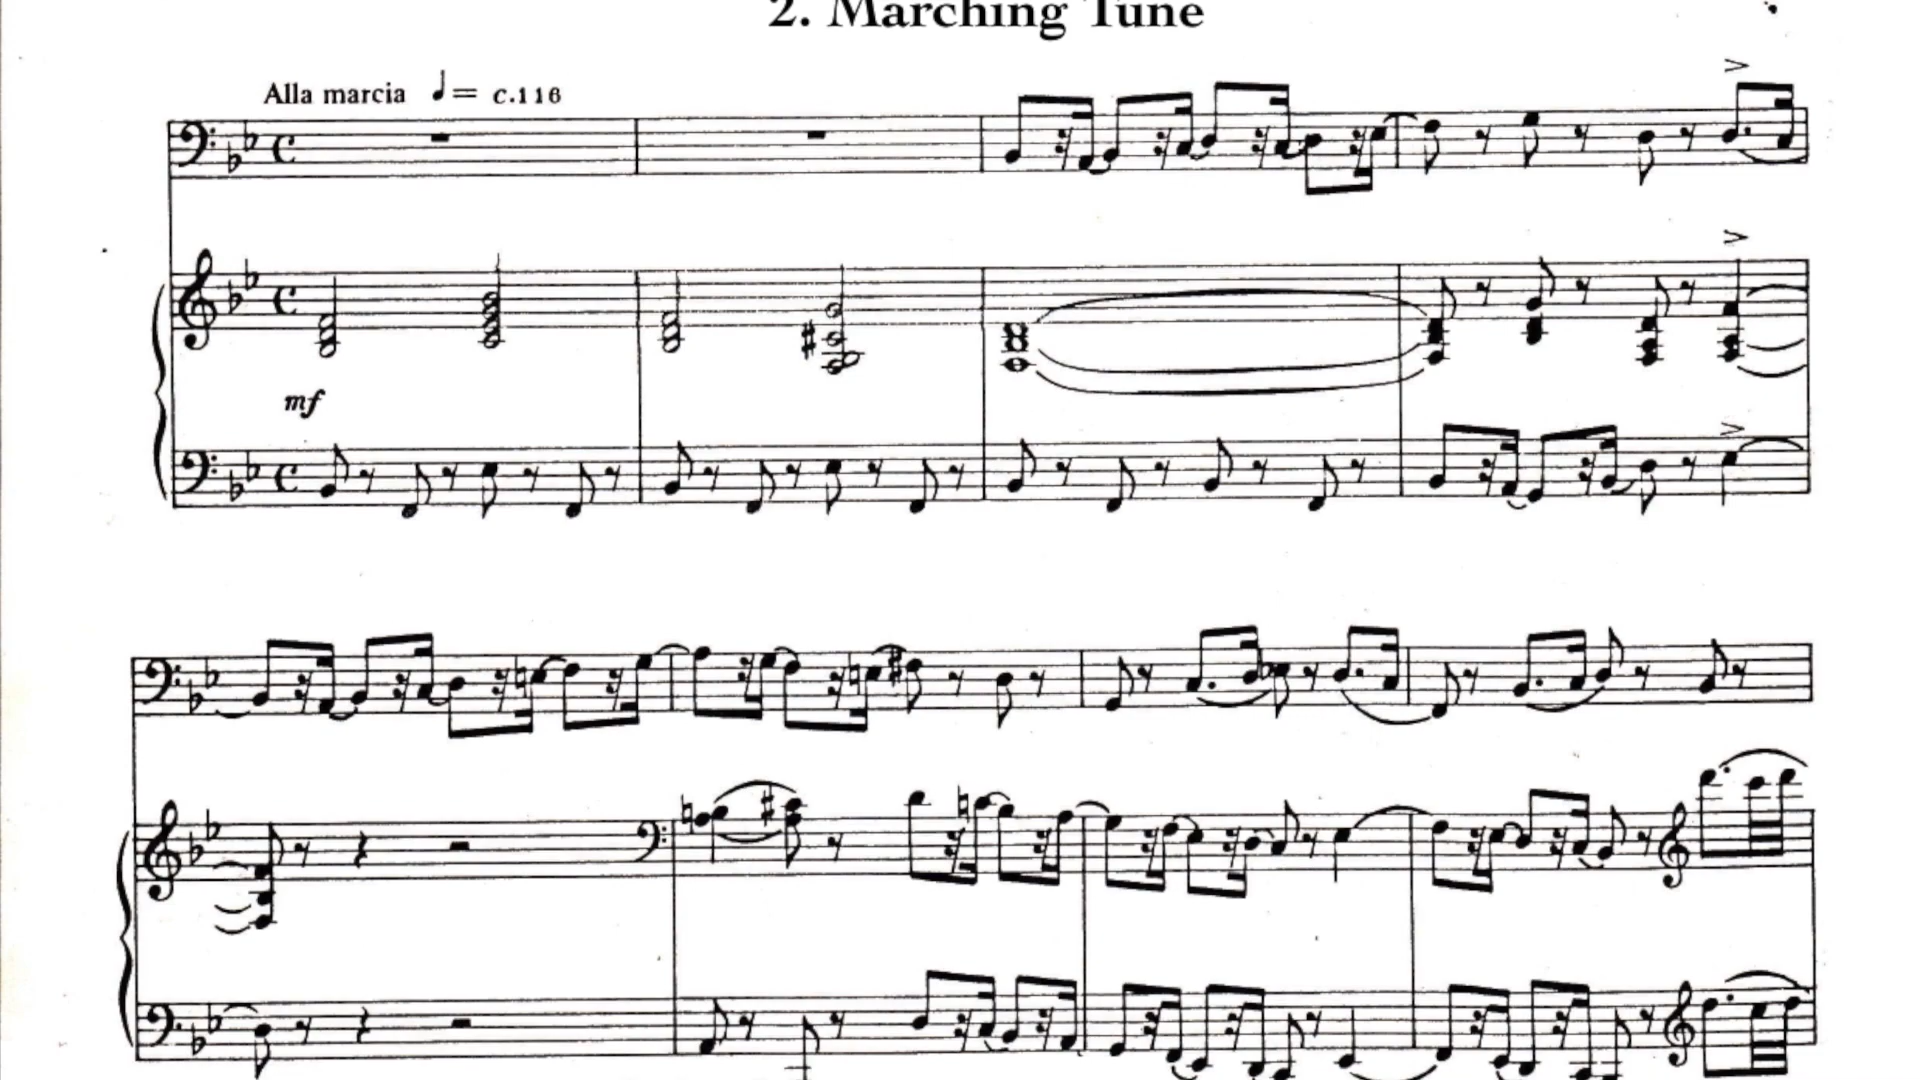 2. Marching Tune
Alla marcia ♩= c.116
mf